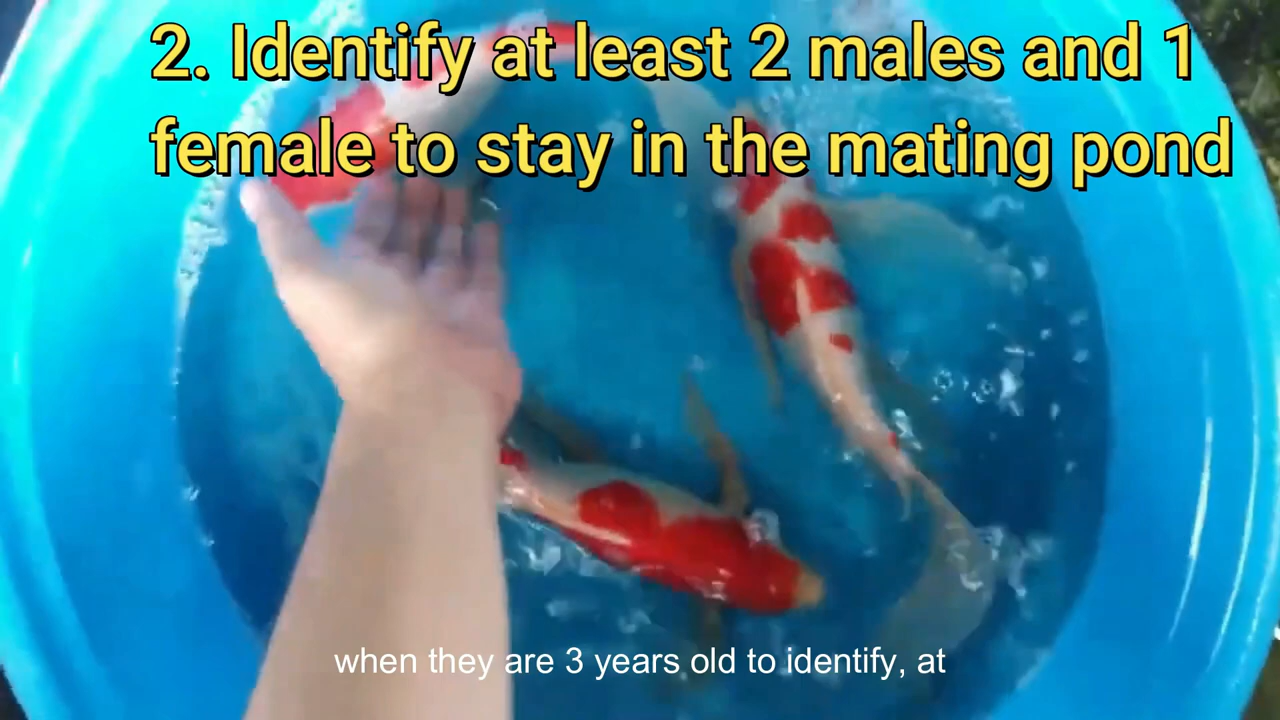 2. Identify at least 2 males and 1
female to stay in the mating pond
when they are 3 years old to identify, at